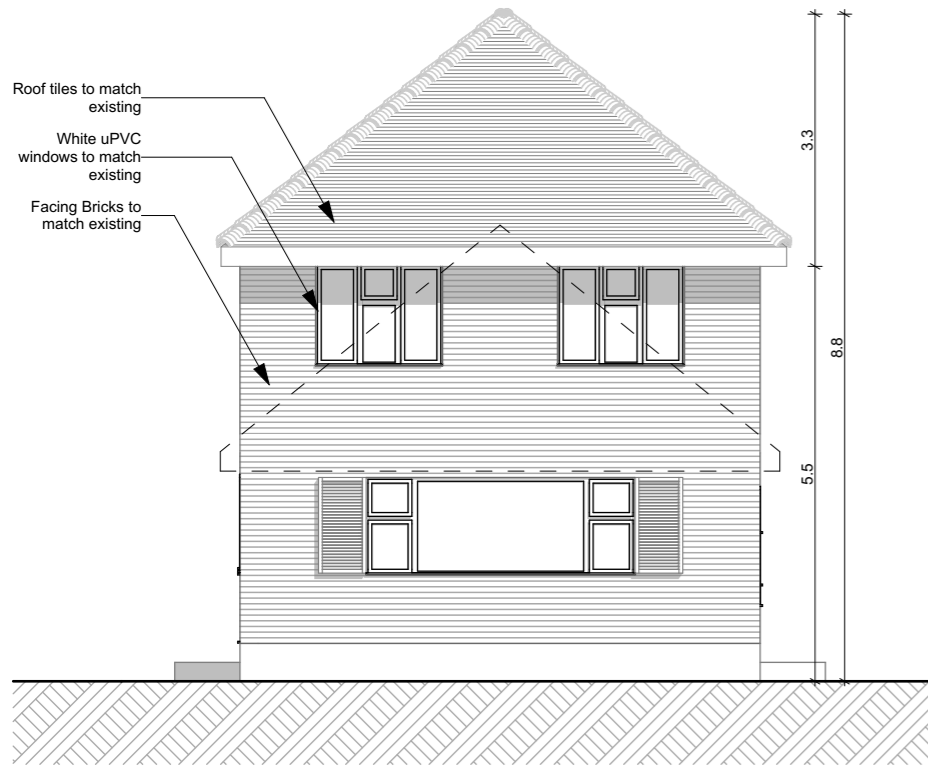 Roof tiles to match
existing
White uPVC
windows to match
existing
Facing Bricks to
match existing
3.3
8.8
5.5